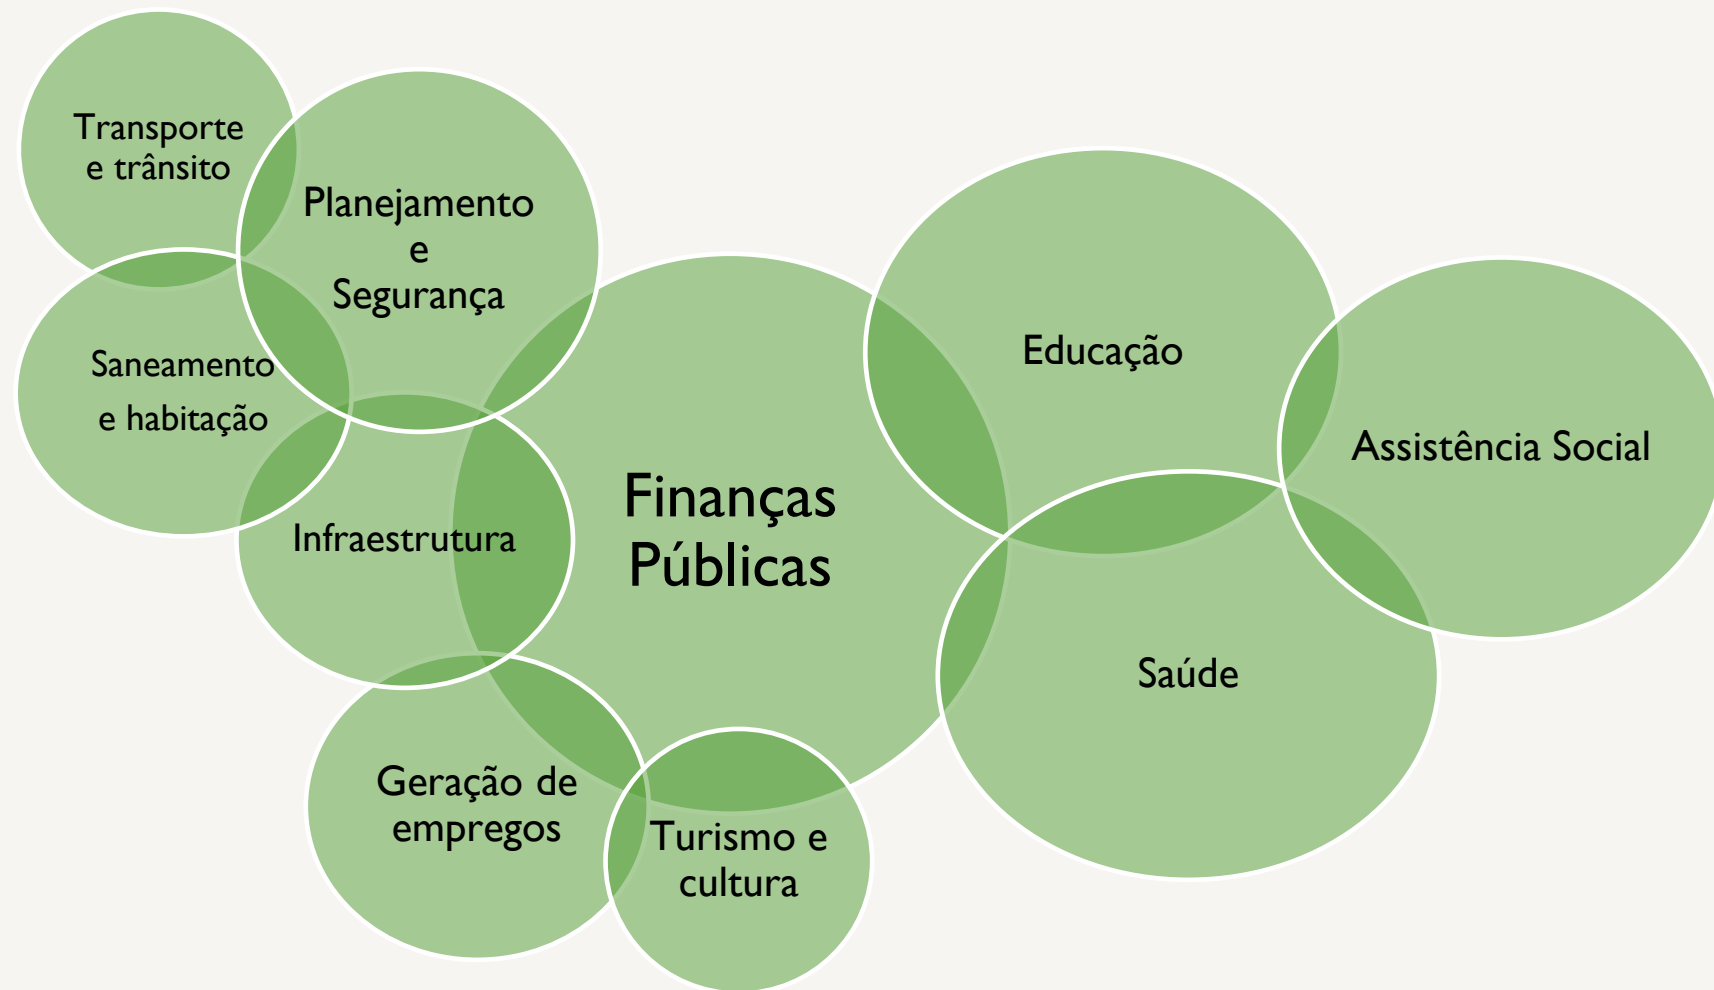 Transporte
e trânsito
Planejamento
e
Segurança
Saneamento
e habitação
Infraestrutura
Finanças
Públicas
Educação
Assistência Social
Saúde
Geração de
empregos
Turismo e
cultura